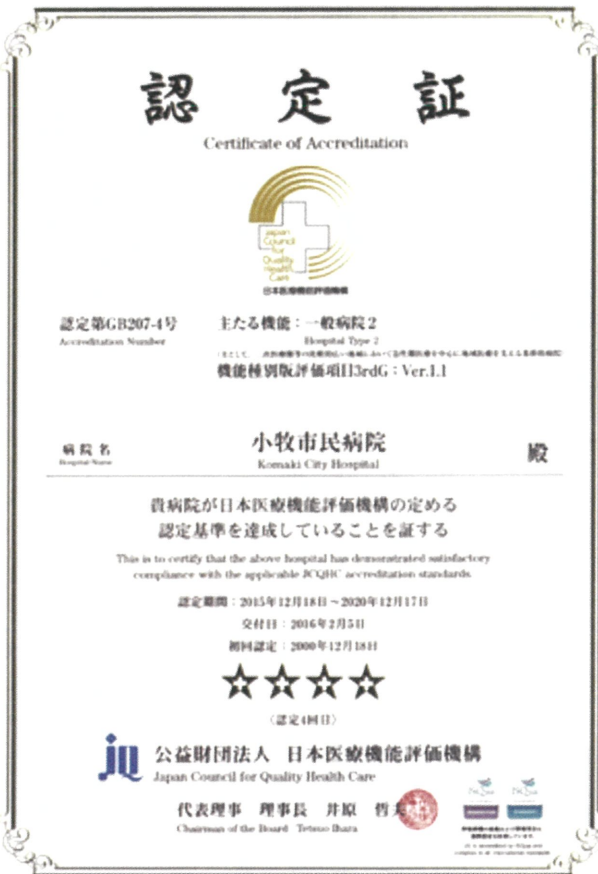 認定証
Certificate of Accreditation
Japan
Council
for
Quality
Health
Care
日本医療機能評価機構
認定第GB207-4号
Accreditation Number
主たる機能：一般病院2
Hospital Type 2
機能種別版評価項目3rdG：Ver.1.1
病院名
Hospital Name
小牧市民病院
Komaki City Hospital
殿
貴病院が日本医療機能評価機構の定める
認定基準を達成していることを証する
This is to certify that the above hospital has demonstrated satisfactory
compliance with the applicable JCQHC accreditation standards.
認定期間：2015年12月18日～2020年12月17日
交付日：2016年2月5日
初回認定：2000年12月18日
〈認定4回目〉
jQ
公益財団法人 日本医療機能評価機構
Japan Council for Quality Health Care
代表理事 理事長 井原 哲夫
Chairman of the Board Tetsuo Ihara